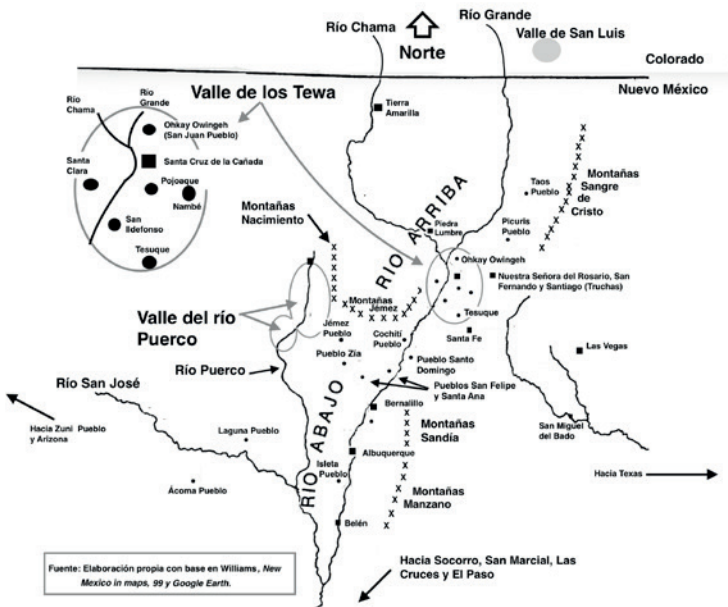 Río Chama
Norte
Río Grande
Valle de San Luis
Colorado
Nuevo México
Río
Chama
Río
Grande
Valle de los Tewa
Ohkay Owingeh
(San Juan Pueblo)
Santa Cruz de la Cañada
Santa
Clara
Pojoaque
Nambé
San
Ildefonso
Tesuque
Tierra
Amarilla
Montañas
Sangre
de
Cristo
Taos
Pueblo
Picuris
Pueblo
Montañas
Nacimiento
RIO ARRIBA
Piedra
Lumbre
Ohkay Owingeh
Nuestra Señora del Rosario, San
Fernando y Santiago (Truchas)
Tesuque
Santa Fe
Montañas
Jémez
Valle del río
Puerco
Jémez
Pueblo
Cochití
Pueblo
Las Vegas
Pueblo Zía
Pueblo Santo
Domingo
Río Puerco
Pueblos San Felipe
y Santa Ana
Río San José
Bernalillo
Hacia Zuni Pueblo
y Arizona
Laguna Pueblo
RIO ABAJO
Montañas
Sandía
San Miguel
del Bado
Albuquerque
Isleta
Pueblo
Hacia Texas
Ácoma Pueblo
Montañas
Manzano
Belén
Hacia Socorro, San Marcial, Las
Cruces y El Paso
Fuente: Elaboración propia con base en Williams, New
Mexico in maps, 99 y Google Earth.